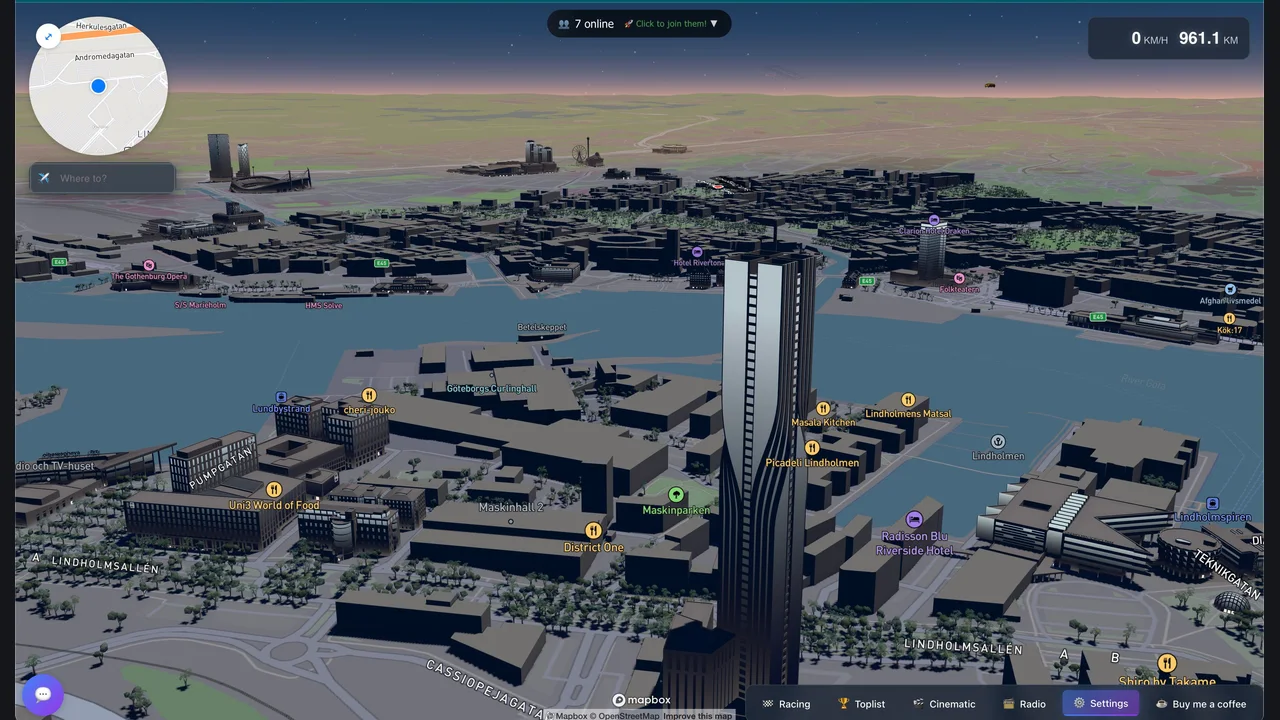 Herkulesgatan
Andromedagatan
7 online
Click to join them!
0 KM/H 961.1 KM
Where to?
Clarion Hotel Draken
E45
The Gothenburg Opera
E45
Hotel Riverton
E45
Folkteatern
Afghan livsmedel
S/S Marieholm
HMS Sölve
E45
Kök:17
Betelskeppet
Göteborgs Curlinghall
Lundbystrand
cheri-jouko
Masala Kitchen
Lindholmens Matsal
Lindholmen
PUMPGATAN
dio och TV-huset
Picadeli Lindholmen
Uni3 World of Food
Maskinhall 2
Maskinparken
Lindholmspiren
District One
Radisson Blu
Riverside Hotel
A LINDHOLMSALLÉN
TEKNIKGATAN
LINDHOLMSALLÉN
A
B
CASSIOPEJAGATA
Shiro by Takame
mapbox
© Mapbox © OpenStreetMap Improve this map
Racing
Toplist
Cinematic
Radio
Settings
Buy me a coffee